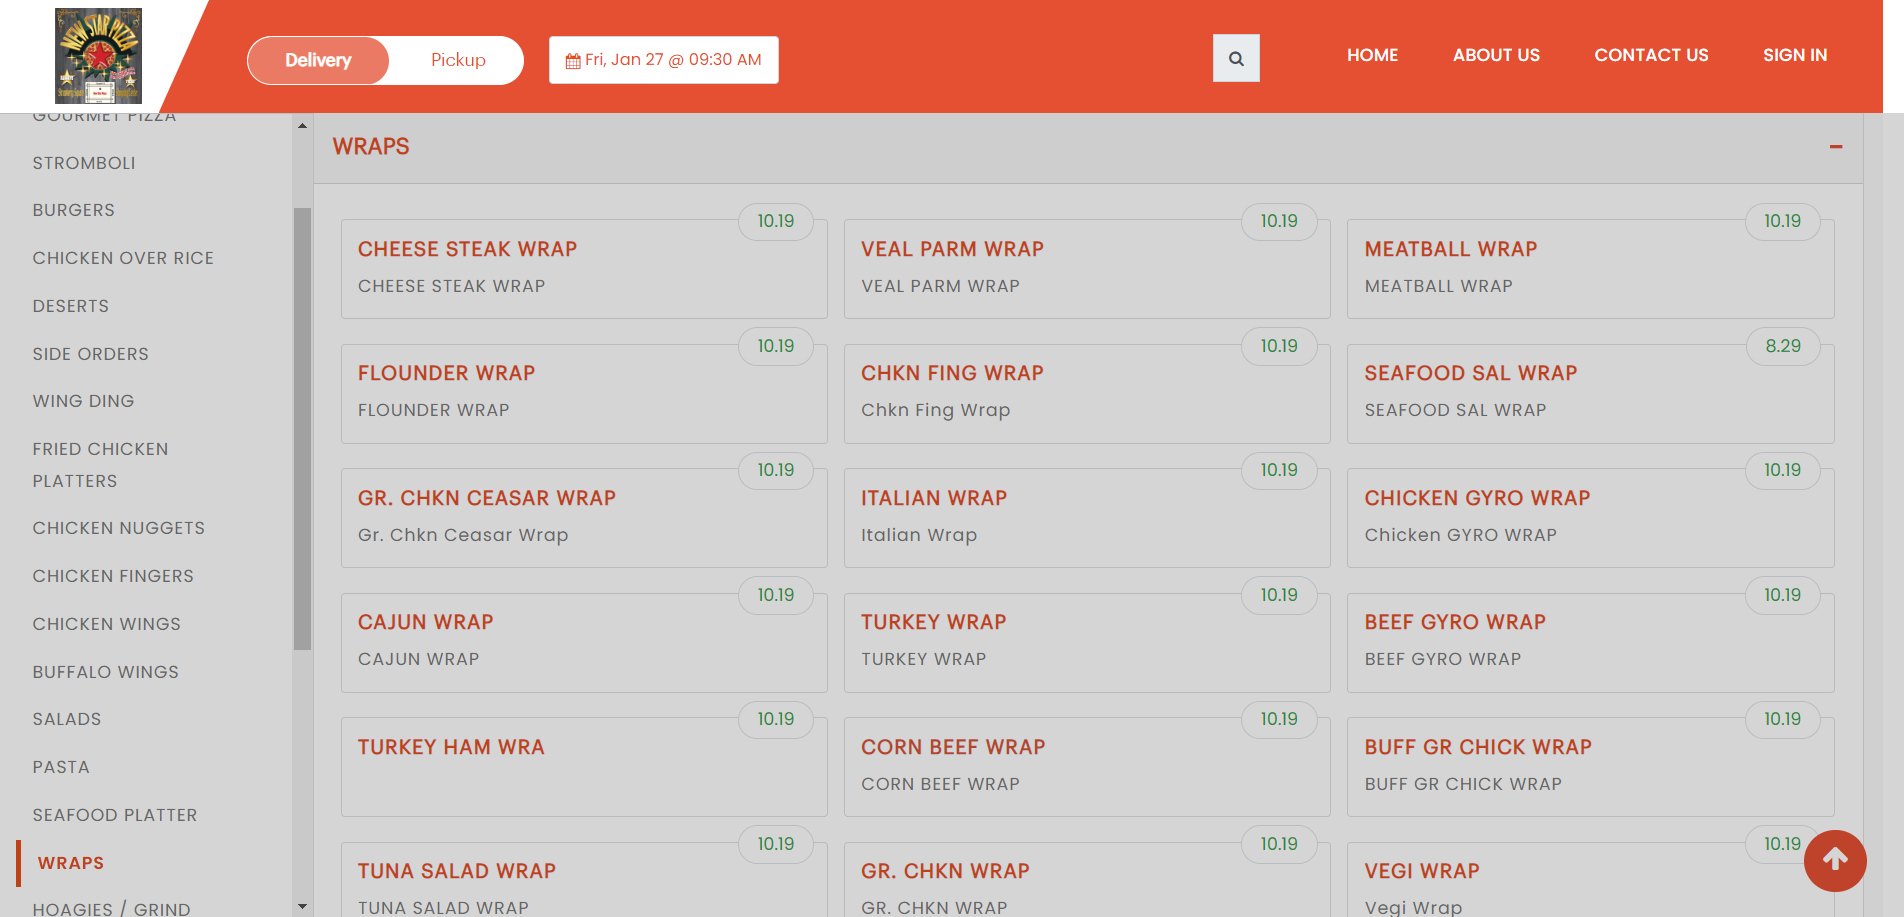 NEW STAR PIZZA
Delivery
Pickup
Fri, Jan 27 @ 09:30 AM
HOME
ABOUT US
CONTACT US
SIGN IN
GOURMET PIZZA
STROMBOLI
BURGERS
CHICKEN OVER RICE
DESERTS
SIDE ORDERS
WING DING
FRIED CHICKEN
PLATTERS
CHICKEN NUGGETS
CHICKEN FINGERS
CHICKEN WINGS
BUFFALO WINGS
SALADS
PASTA
SEAFOOD PLATTER
WRAPS
HOAGIES / GRIND
WRAPS
10.19
CHEESE STEAK WRAP
CHEESE STEAK WRAP
10.19
VEAL PARM WRAP
VEAL PARM WRAP
10.19
MEATBALL WRAP
MEATBALL WRAP
10.19
FLOUNDER WRAP
FLOUNDER WRAP
10.19
CHKN FING WRAP
Chkn Fing Wrap
8.29
SEAFOOD SAL WRAP
SEAFOOD SAL WRAP
10.19
GR. CHKN CEASAR WRAP
Gr. Chkn Ceasar Wrap
10.19
ITALIAN WRAP
Italian Wrap
10.19
CHICKEN GYRO WRAP
Chicken GYRO WRAP
10.19
CAJUN WRAP
CAJUN WRAP
10.19
TURKEY WRAP
TURKEY WRAP
10.19
BEEF GYRO WRAP
BEEF GYRO WRAP
10.19
TURKEY HAM WRA
10.19
CORN BEEF WRAP
CORN BEEF WRAP
10.19
BUFF GR CHICK WRAP
BUFF GR CHICK WRAP
10.19
TUNA SALAD WRAP
TUNA SALAD WRAP
10.19
GR. CHKN WRAP
GR. CHKN WRAP
10.19
VEGI WRAP
Vegi Wrap